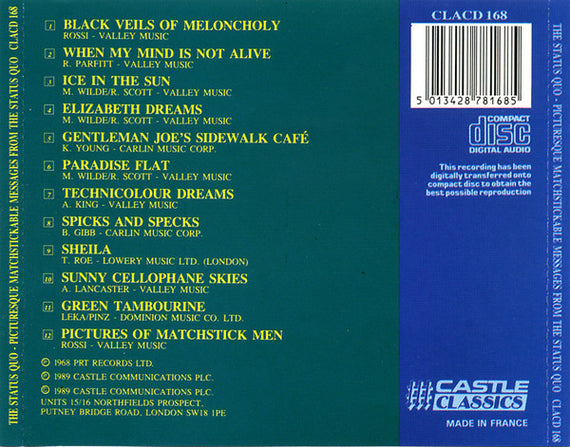 THE STATUS QUO - PICTURESQUE MATCHSTICKABLE MESSAGES FROM THE STATUS QUO CLACD 168
1 BLACK VEILS OF MELONCHOLY
ROSSI - VALLEY MUSIC
2 WHEN MY MIND IS NOT ALIVE
R. PARFITT - VALLEY MUSIC
3 ICE IN THE SUN
M. WILDE/R. SCOTT - VALLEY MUSIC
4 ELIZABETH DREAMS
M. WILDE/R. SCOTT - VALLEY MUSIC
5 GENTLEMAN JOE'S SIDEWALK CAFÉ
K. YOUNG - CARLIN MUSIC CORP.
6 PARADISE FLAT
M. WILDE/R. SCOTT - VALLEY MUSIC
7 TECHNICOLOUR DREAMS
A. KING - VALLEY MUSIC
8 SPICKS AND SPECKS
B. GIBB - CARLIN MUSIC CORP.
9 SHEILA
T. ROE - LOWERY MUSIC LTD. (LONDON)
10 SUNNY CELLOPHANE SKIES
A. LANCASTER - VALLEY MUSIC
11 GREEN TAMBOURINE
LEKA/PINZ - DOMINION MUSIC CO. LTD.
12 PICTURES OF MATCHSTICK MEN
ROSSI - VALLEY MUSIC
℗ 1968 PRT RECORDS LTD.
℗ 1989 CASTLE COMMUNICATIONS PLC.
© 1989 CASTLE COMMUNICATIONS PLC.
UNITS 15/16 NORTHFIELDS PROSPECT,
PUTNEY BRIDGE ROAD, LONDON SW18 1PE
CLACD 168
5 013428 781685
COMPACT
disc
DIGITAL AUDIO
This recording has been
digitally transferred onto
compact disc to obtain the
best possible reproduction
CASTLE
CLASSICS
MADE IN FRANCE
THE STATUS QUO - PICTURESQUE MATCHSTICKABLE MESSAGES FROM THE STATUS QUO CLACD 168